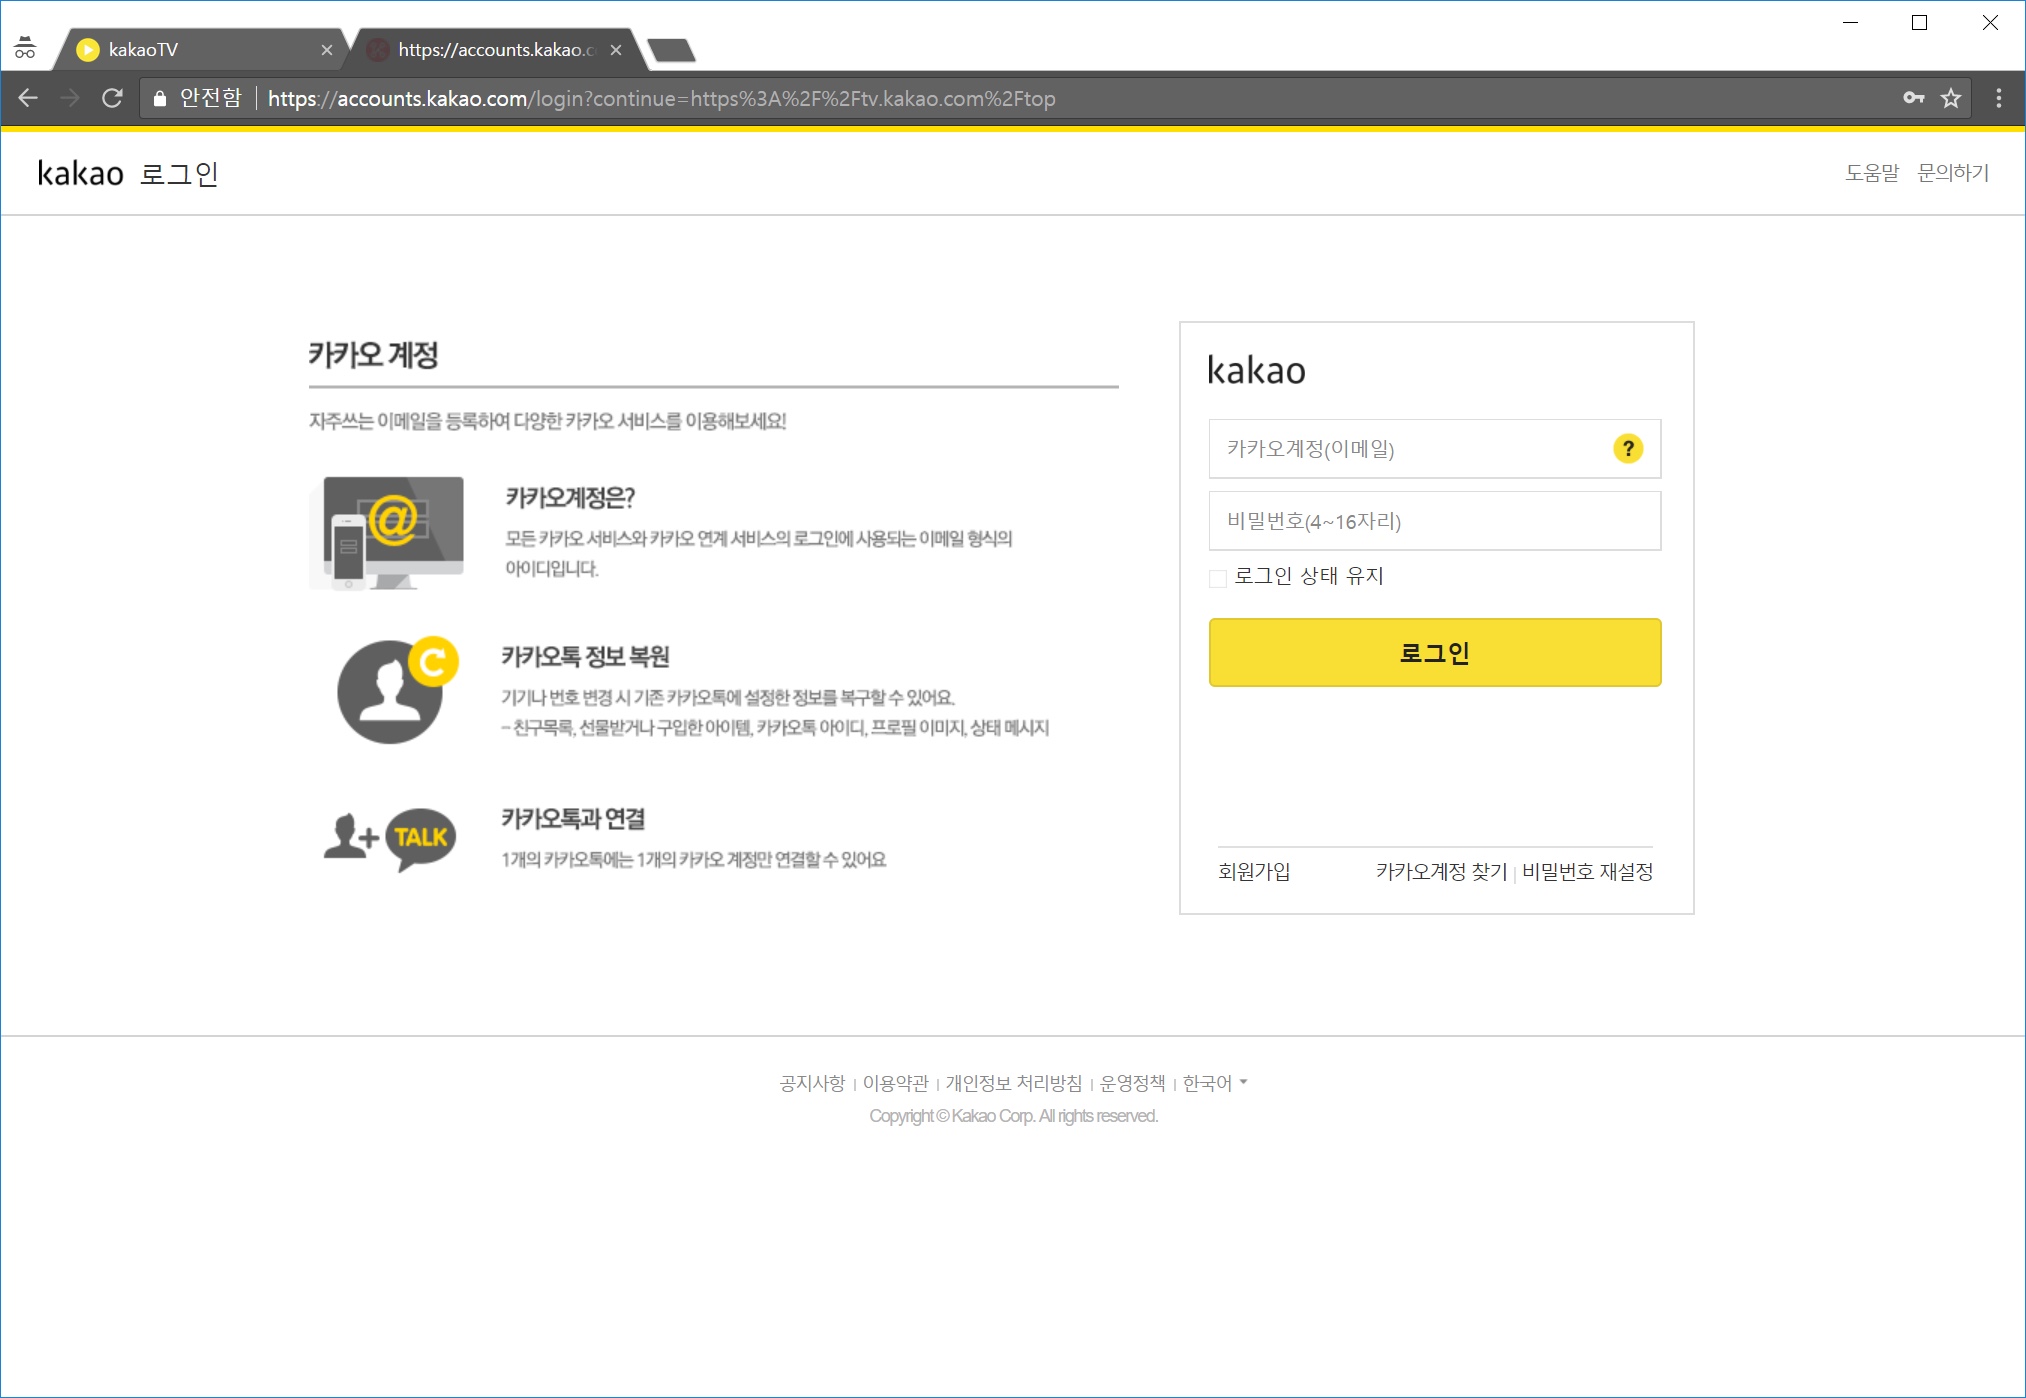 kakaoTV
https://accounts.kakao.c
안전함
https://accounts.kakao.com/login?continue=https%3A%2F%2Ftv.kakao.com%2Ftop
kakao 로그인
도움말 문의하기
카카오 계정
자주쓰는 이메일을 등록하여 다양한 카카오 서비스를 이용해보세요!
@
카카오계정은?
모든 카카오 서비스와 카카오 연계 서비스의 로그인에 사용되는 이메일 형식의
아이디입니다.
카카오톡 정보 복원
기기나 번호 변경 시 기존 카카오톡에 설정한 정보를 복구할 수 있어요.
- 친구목록, 선물받거나 구입한 아이템, 카카오톡 아이디, 프로필 이미지, 상태 메시지
TALK
카카오톡과 연결
1개의 카카오톡에는 1개의 카카오 계정만 연결할 수 있어요
kakao
카카오계정(이메일) ?
비밀번호(4~16자리)
로그인 상태 유지
로그인
회원가입 카카오계정 찾기 | 비밀번호 재설정
공지사항 | 이용약관 | 개인정보 처리방침 | 운영정책 | 한국어
Copyright © Kakao Corp. All rights reserved.